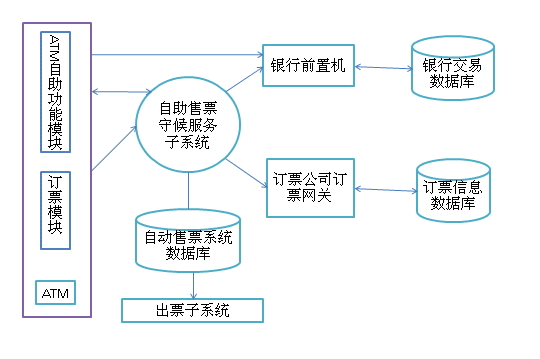 ATM自助功能模块
订票模块
ATM
自助售票
守候服务
子系统
银行前置机
银行交易
数据库
订票公司订
票网关
订票信息
数据库
自动售票系统
数据库
出票子系统